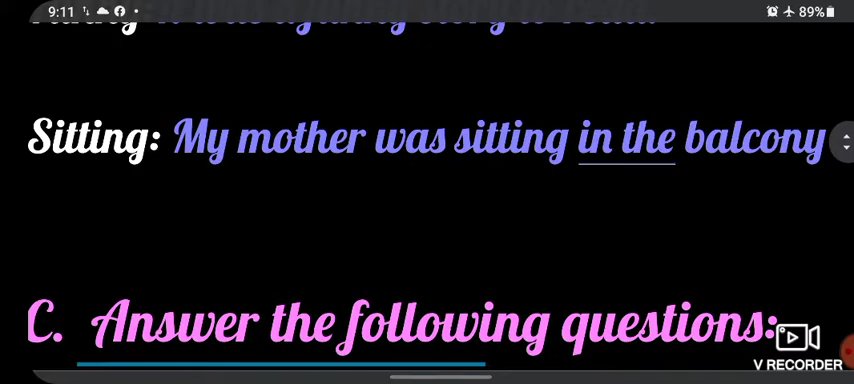 9:11
89%
Sitting: My mother was sitting in the balcony
C. Answer the following questions:
V RECORDER